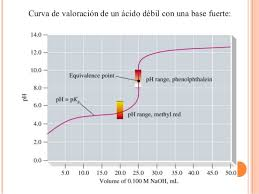 Curva de valoración de un ácido débil con una base fuerte:
14.0
12.0
10.0
8.0
6.0
4.0
2.0
0.0
pH
Equivalence point
pH range, phenolphthalein
pH = pKa
pH range, methyl red
5.0 10.0 15.0 20.0 25.0 30.0 35.0 40.0 45.0 50.0
Volume of 0.100 M NaOH, mL